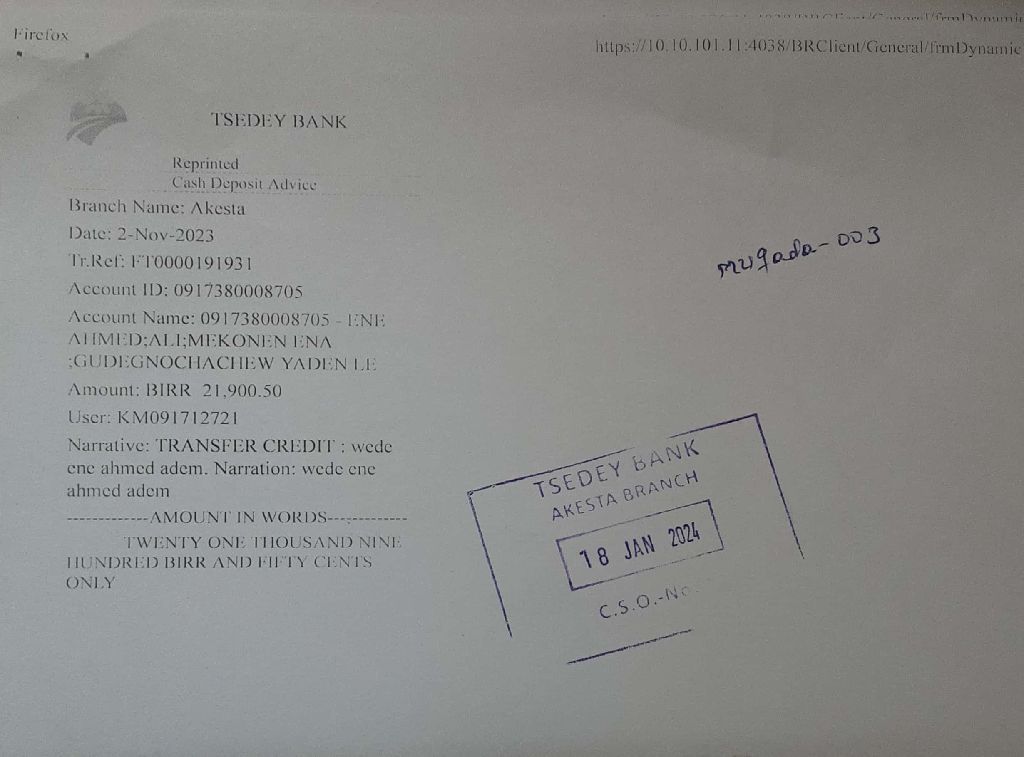 Firefox
https://10.10.101.11:4038/BRClient/General/frmDynamic
TSEDEY BANK
Reprinted
Cash Deposit Advice
Branch Name: Akesta
Date: 2-Nov-2023
Tr.Ref: FT0000191931
Account ID: 0917380008705
Account Name: 0917380008705 - ENE
AHMED;ALI;MEKONEN ENA
;GUDEGNOCHACHEW YADEN LE
Amount: BIRR 21,900.50
User: KM091712721
Narrative: TRANSFER CREDIT : wede
ene ahmed adem. Narration: wede ene
ahmed adem
-------------AMOUNT IN WORDS-------------
TWENTY ONE THOUSAND NINE
HUNDRED BIRR AND FIFTY CENTS
ONLY
mugada-003
TSEDEY BANK
AKESTA BRANCH
18 JAN 2024
C.S.O.-No.